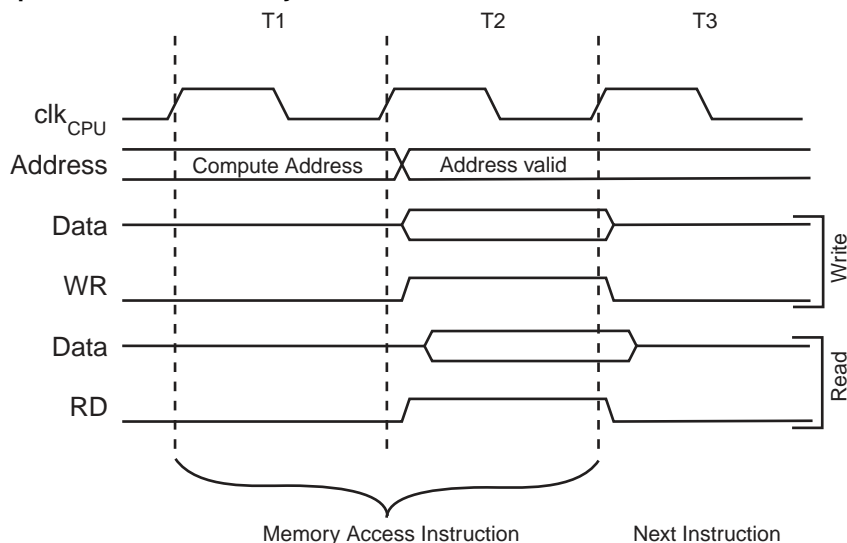 T1 T2 T3
clkCPU
Address Compute Address Address valid
Data
WR
Write
Data
RD
Read
Memory Access Instruction Next Instruction